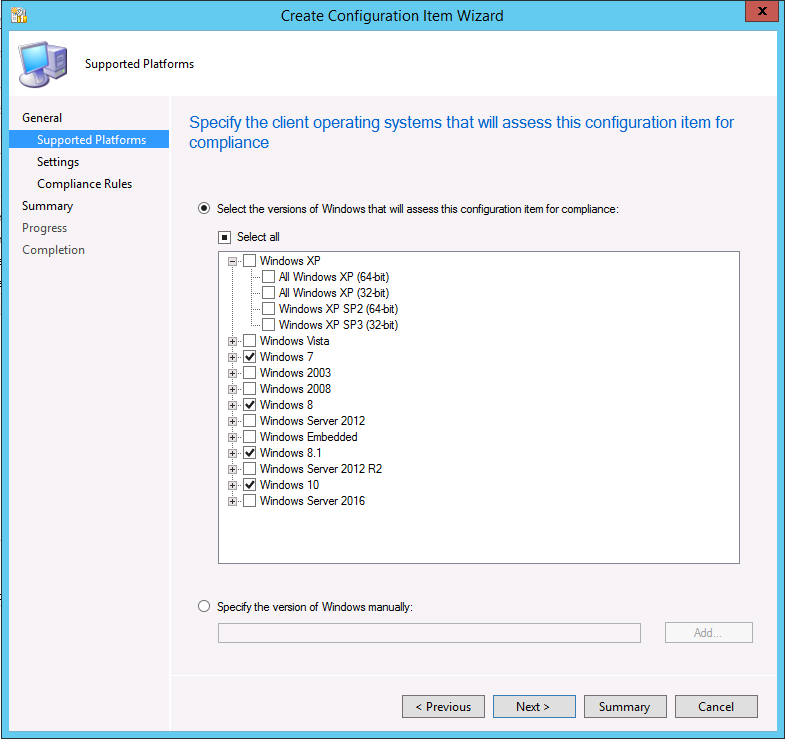 Create Configuration Item Wizard
x
Supported Platforms
General
Supported Platforms
Settings
Compliance Rules
Summary
Progress
Completion
Specify the client operating systems that will assess this configuration item for
compliance
Select the versions of Windows that will assess this configuration item for compliance:
Select all
Windows XP
All Windows XP (64-bit)
All Windows XP (32-bit)
Windows XP SP2 (64-bit)
Windows XP SP3 (32-bit)
Windows Vista
Windows 7
Windows 2003
Windows 2008
Windows 8
Windows Server 2012
Windows Embedded
Windows 8.1
Windows Server 2012 R2
Windows 10
Windows Server 2016
Specify the version of Windows manually:
Add...
< Previous
Next >
Summary
Cancel